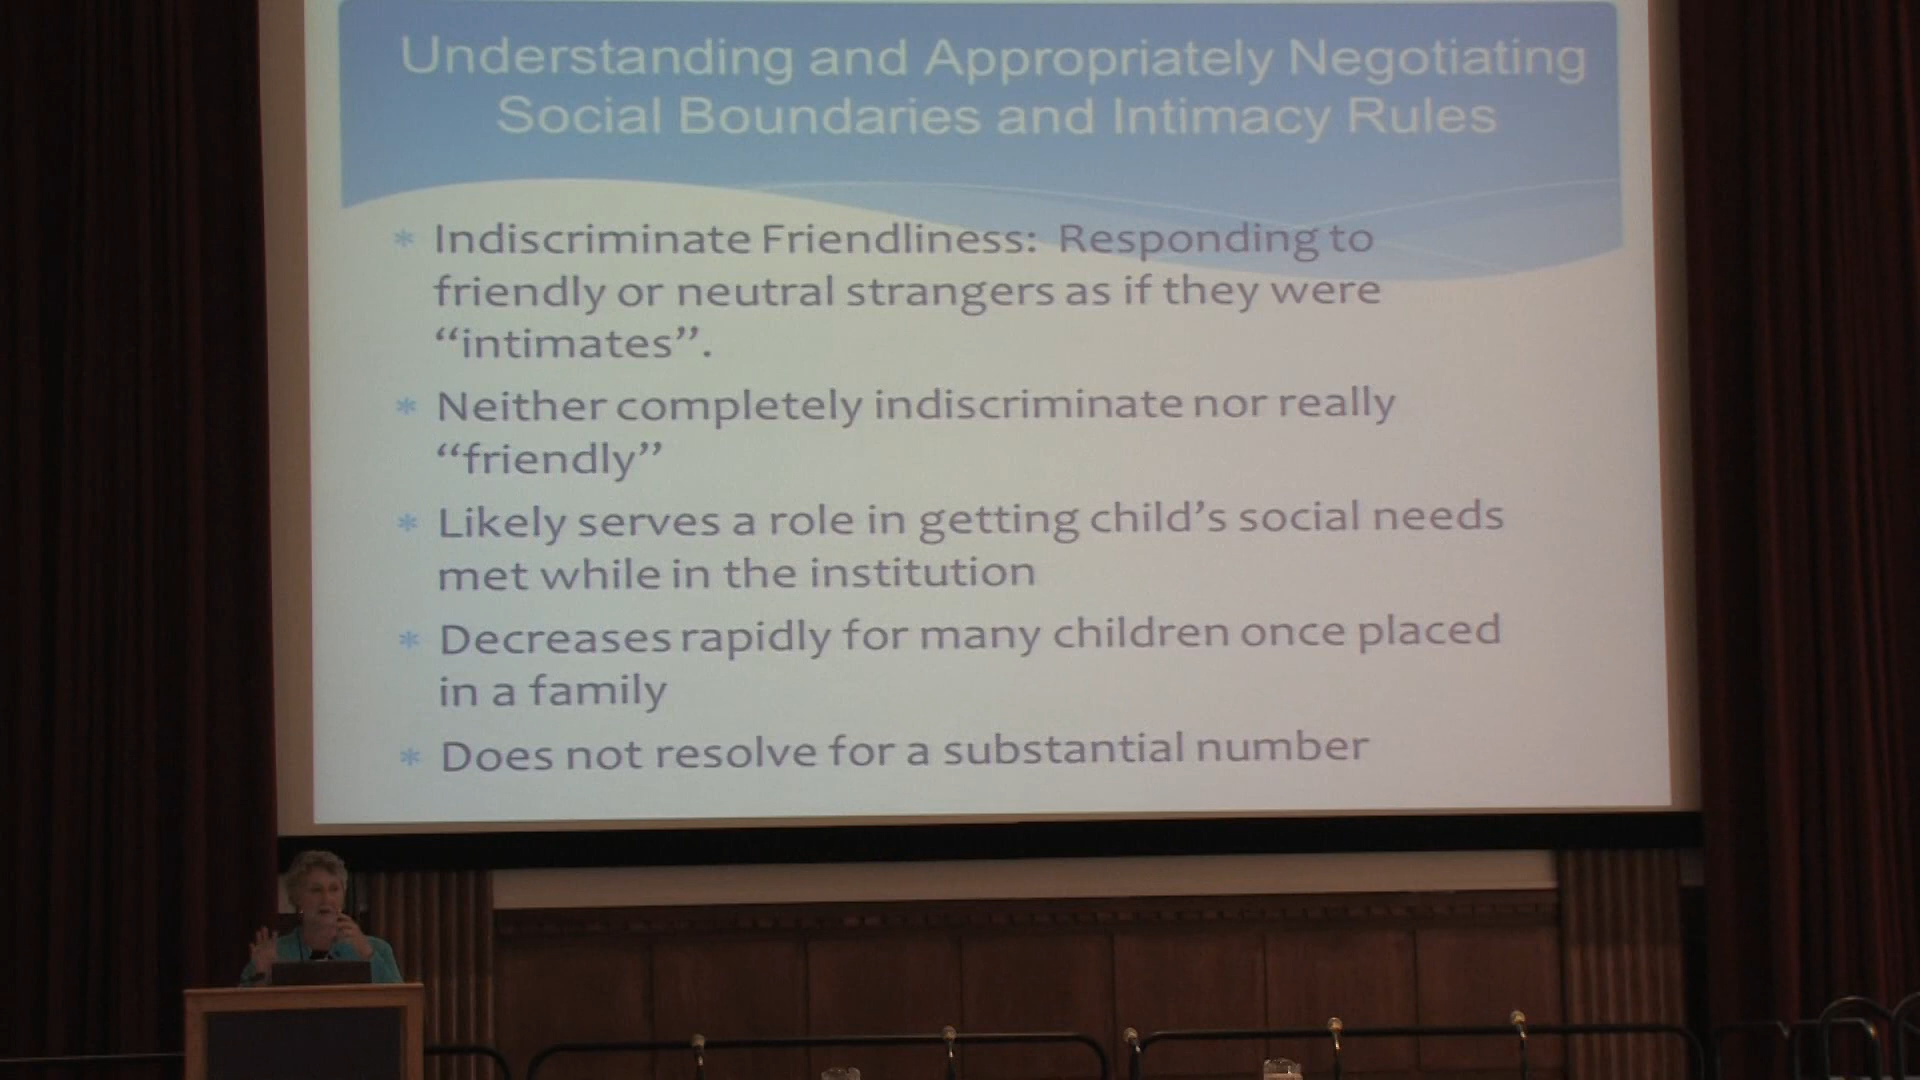 Understanding and Appropriately Negotiating
Social Boundaries and Intimacy Rules
* Indiscriminate Friendliness: Responding to
friendly or neutral strangers as if they were
“intimates”.
* Neither completely indiscriminate nor really
“friendly”
* Likely serves a role in getting child’s social needs
met while in the institution
* Decreases rapidly for many children once placed
in a family
* Does not resolve for a substantial number